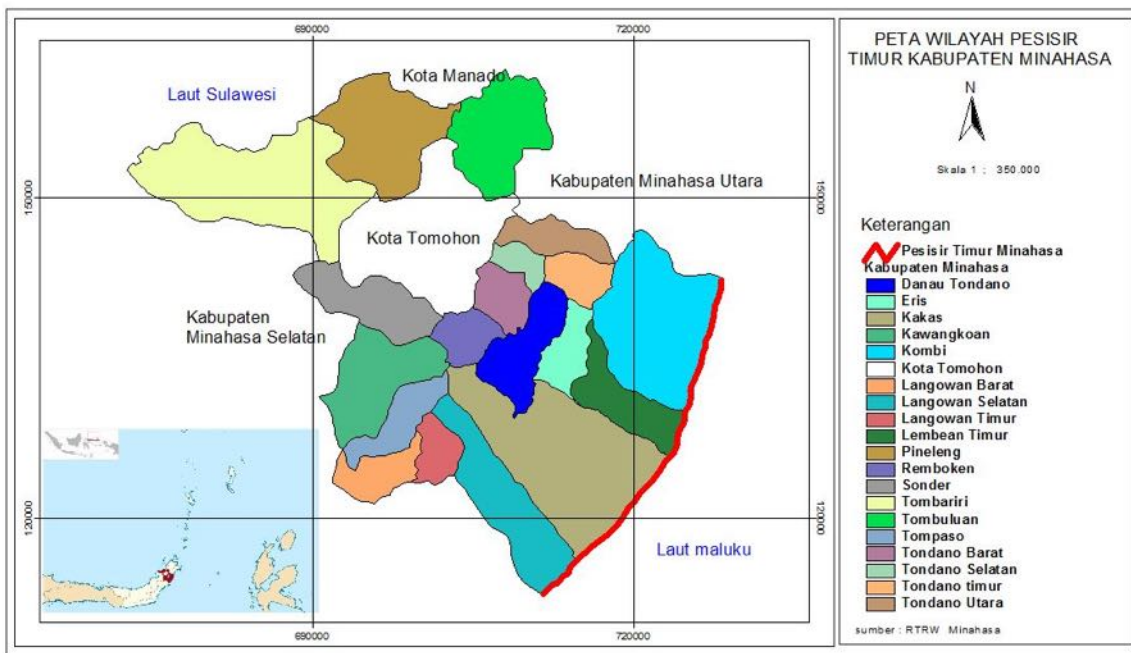 690000
720000
Kota Manado
Laut Sulawesi
150000
150000
Kabupaten Minahasa Utara
Kota Tomohon
Kabupaten
Minahasa Selatan
120000
120000
Laut maluku
690000
720000
PETA WILAYAH PESISIR
TIMUR KABUPATEN MINAHASA
N
Skala 1 : 350.000
Keterangan
Pesisir Timur Minahasa
Kabupaten Minahasa
Danau Tondano
Eris
Kakas
Kawangkoan
Kombi
Kota Tomohon
Langowan Barat
Langowan Selatan
Langowan Timur
Lembean Timur
Pineleng
Remboken
Sonder
Tombariri
Tombuluan
Tompaso
Tondano Barat
Tondano Selatan
Tondano timur
Tondano Utara
sumber : RTRW Minahasa